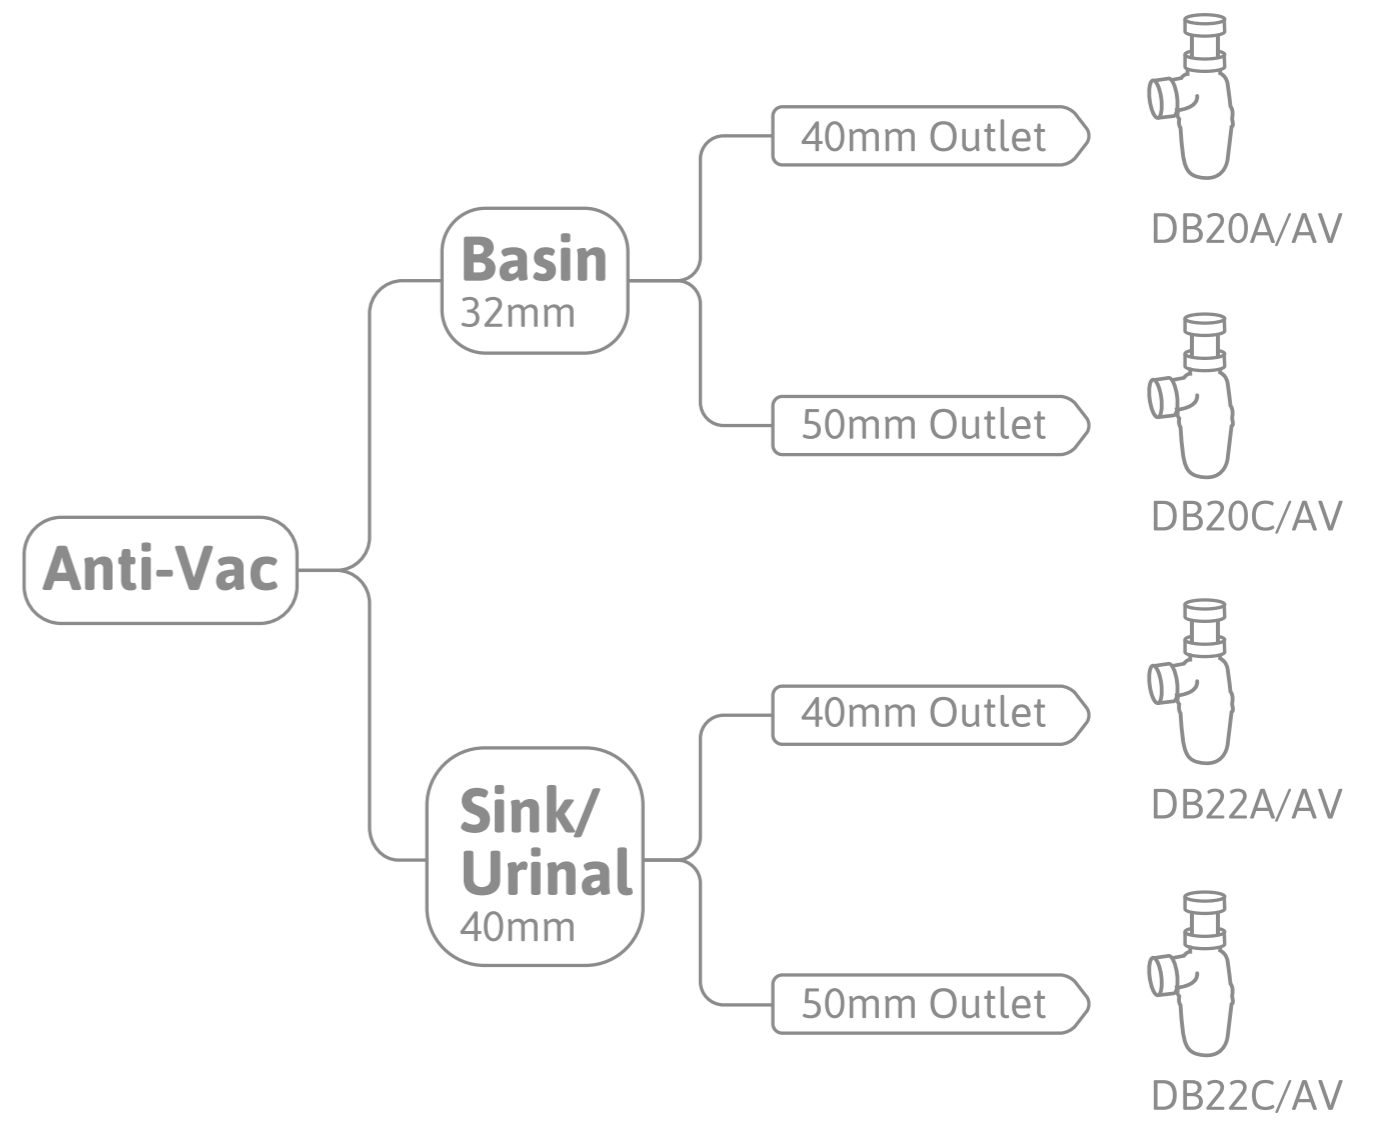 Anti-Vac
Basin
32mm
40mm Outlet
DB20A/AV
50mm Outlet
DB20C/AV
Sink/
Urinal
40mm
40mm Outlet
DB22A/AV
50mm Outlet
DB22C/AV